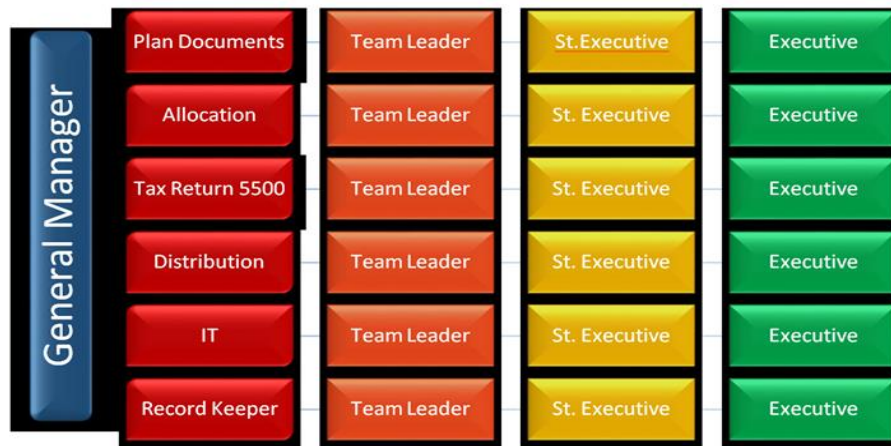 General Manager
Plan Documents
Team Leader
St.Executive
Executive
Allocation
Team Leader
St. Executive
Executive
Tax Return 5500
Team Leader
St. Executive
Executive
Distribution
Team Leader
St. Executive
Executive
IT
Team Leader
St. Executive
Executive
Record Keeper
Team Leader
St. Executive
Executive